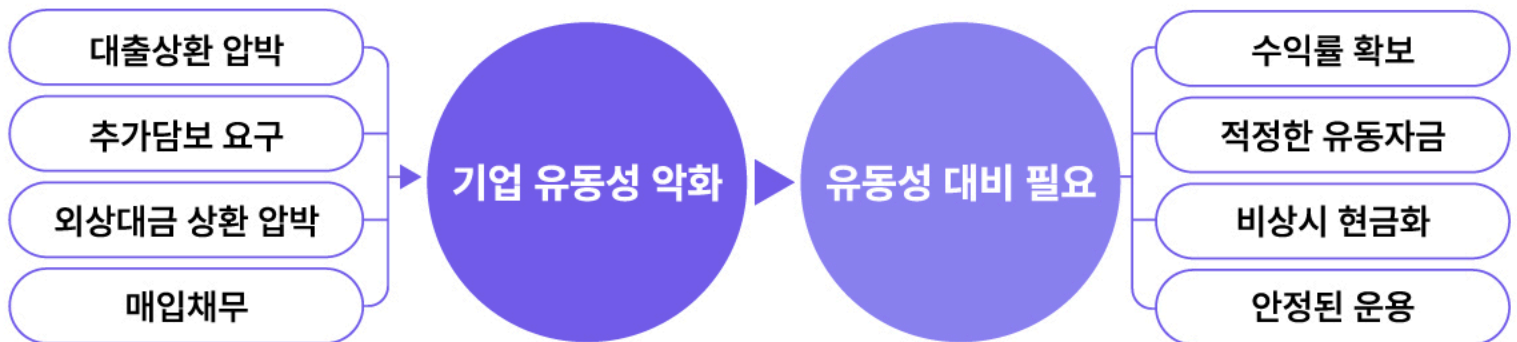 대출상환 압박
추가담보 요구
외상대금 상환 압박
매입채무
기업 유동성 악화
유동성 대비 필요
수익률 확보
적정한 유동자금
비상시 현금화
안정된 운용